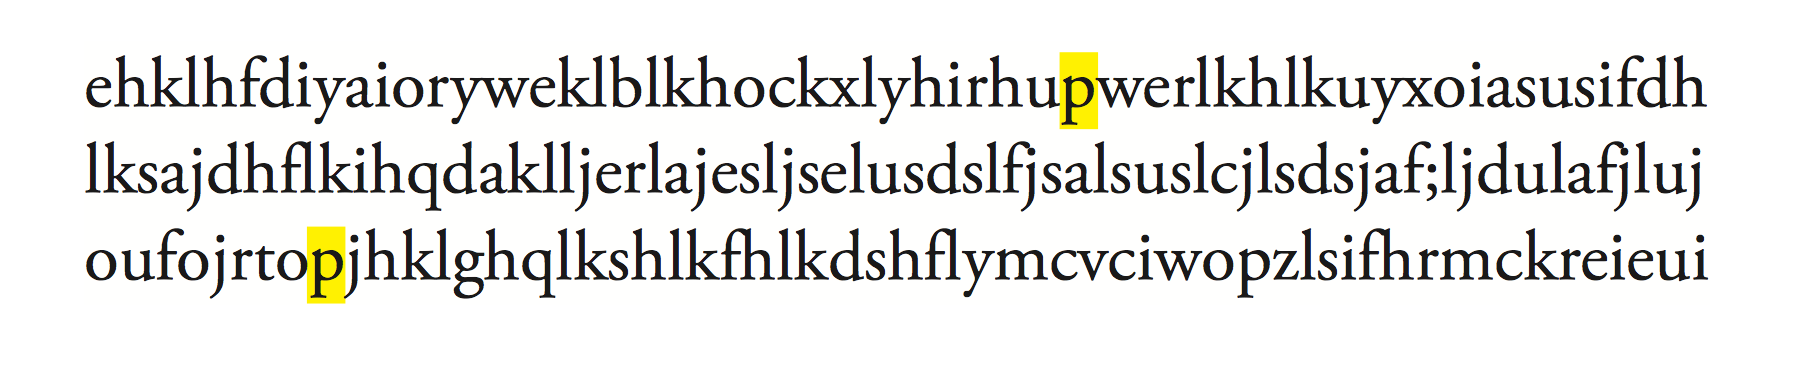 ehklhfdiyaioryweklblkhockxlyhirhupwerlkhlkuyxoiasusifdh
lksajdhflkihqdaklljerlajesljselusdslfjsalsuslcjlsdsjaf;ljdulafjluj
oufojrtopjhklghqlkshlkfhlkdshflymcvciwopzlsifhrmckreieui